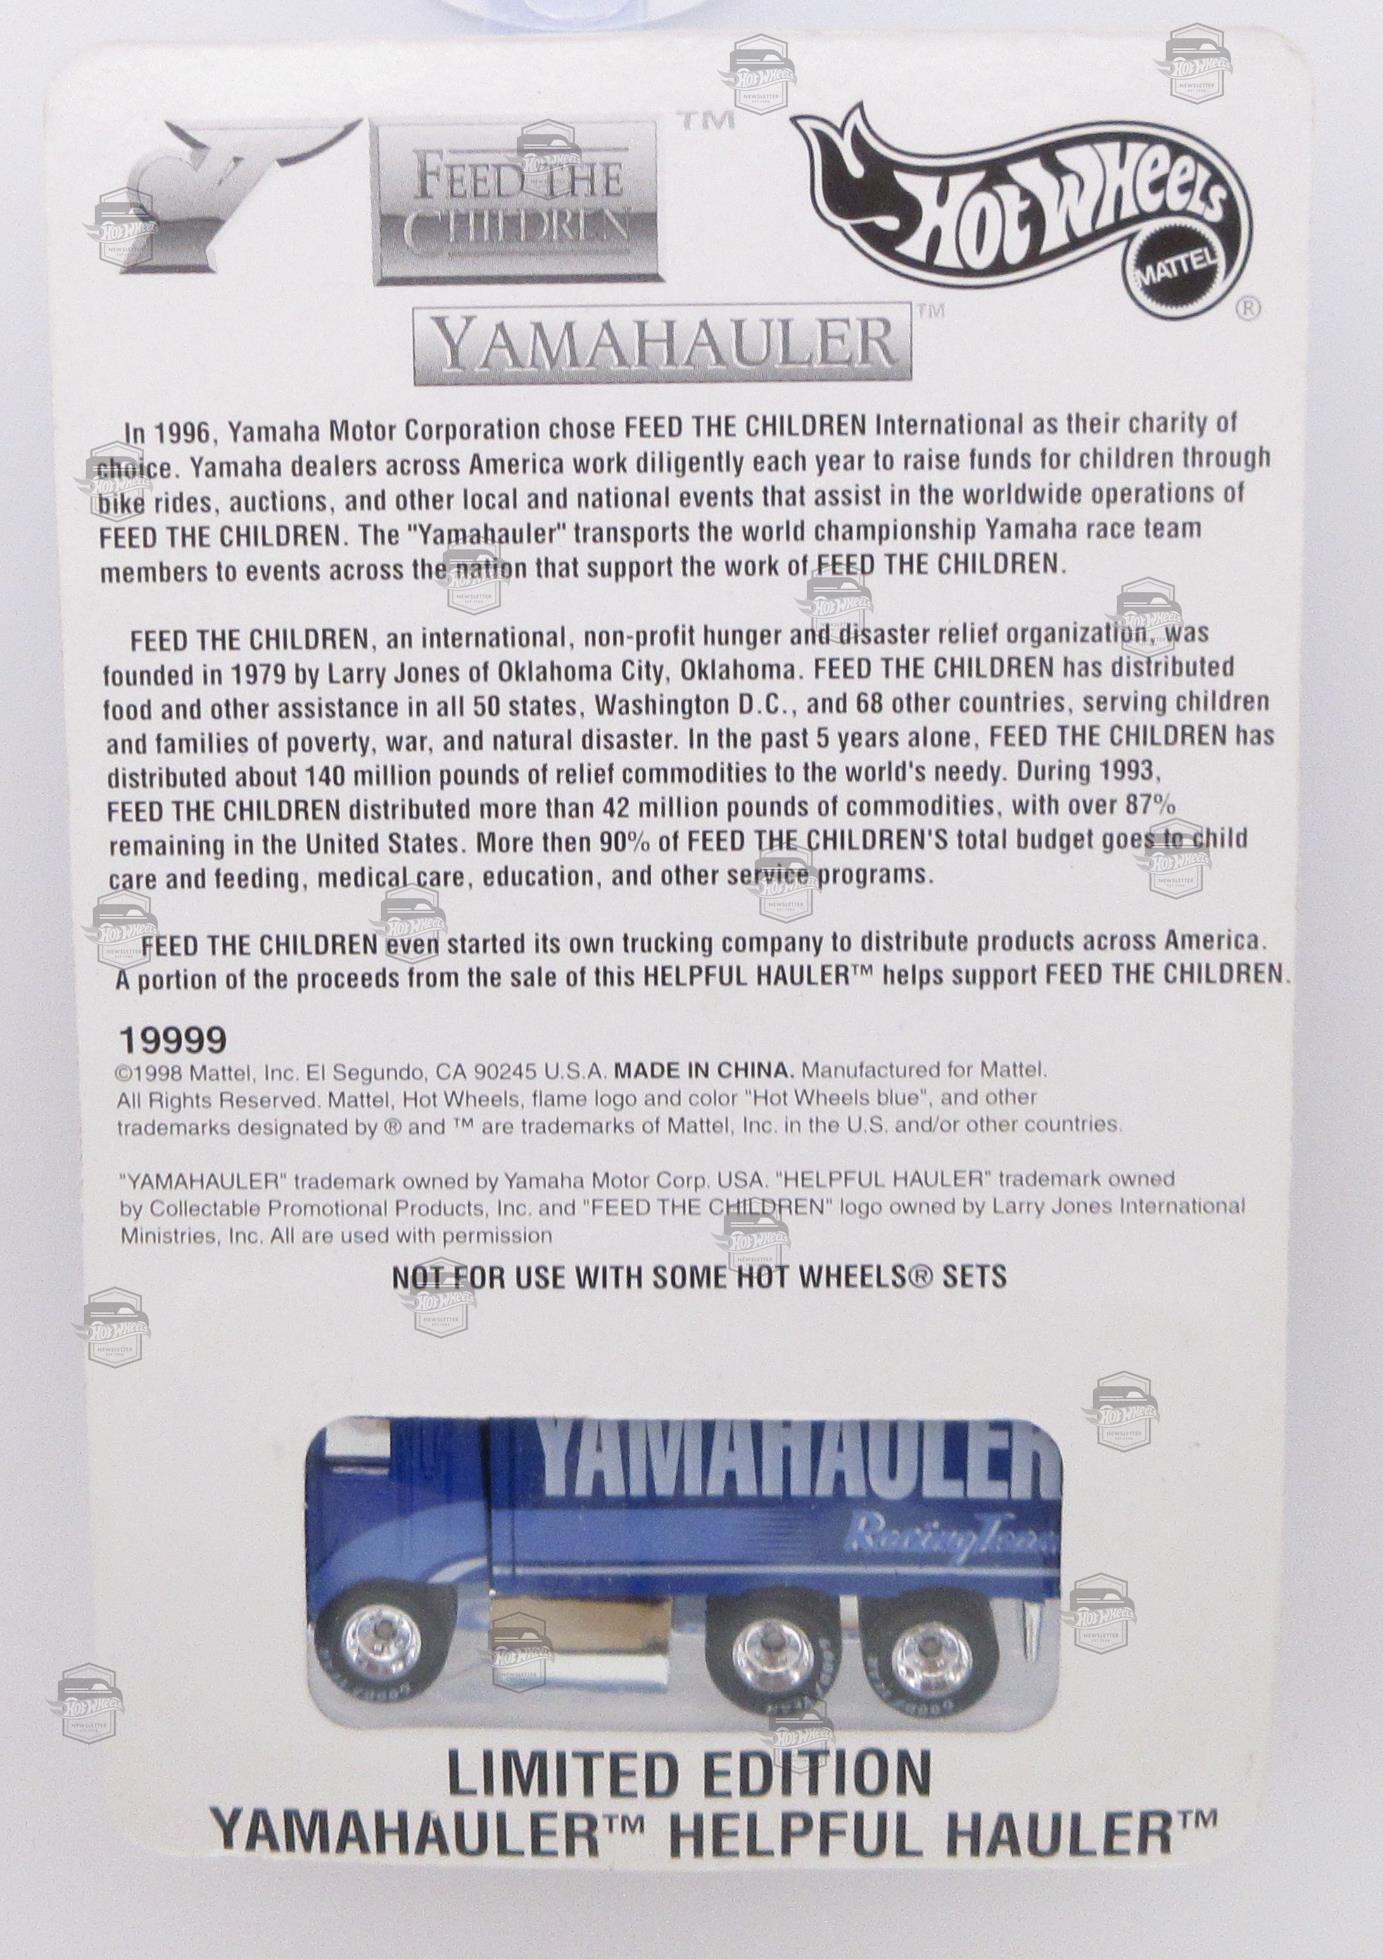 FEED THE
CHILDREN
TM
HOT WHEELS
MATTEL
®
YAMAHAULER™
In 1996, Yamaha Motor Corporation chose FEED THE CHILDREN International as their charity of
choice. Yamaha dealers across America work diligently each year to raise funds for children through
bike rides, auctions, and other local and national events that assist in the worldwide operations of
FEED THE CHILDREN. The "Yamahauler" transports the world championship Yamaha race team
members to events across the nation that support the work of FEED THE CHILDREN.
FEED THE CHILDREN, an international, non-profit hunger and disaster relief organization, was
founded in 1979 by Larry Jones of Oklahoma City, Oklahoma. FEED THE CHILDREN has distributed
food and other assistance in all 50 states, Washington D.C., and 68 other countries, serving children
and families of poverty, war, and natural disaster. In the past 5 years alone, FEED THE CHILDREN has
distributed about 140 million pounds of relief commodities to the world's needy. During 1993,
FEED THE CHILDREN distributed more than 42 million pounds of commodities, with over 87%
remaining in the United States. More then 90% of FEED THE CHILDREN'S total budget goes to child
care and feeding, medical care, education, and other service programs.
FEED THE CHILDREN even started its own trucking company to distribute products across America.
A portion of the proceeds from the sale of this HELPFUL HAULER™ helps support FEED THE CHILDREN.
19999
©1998 Mattel, Inc. El Segundo, CA 90245 U.S.A. MADE IN CHINA. Manufactured for Mattel.
All Rights Reserved. Mattel, Hot Wheels, flame logo and color "Hot Wheels blue", and other
trademarks designated by ® and ™ are trademarks of Mattel, Inc. in the U.S. and/or other countries.
"YAMAHAULER" trademark owned by Yamaha Motor Corp. USA. "HELPFUL HAULER" trademark owned
by Collectable Promotional Products, Inc. and "FEED THE CHILDREN" logo owned by Larry Jones International
Ministries, Inc. All are used with permission
NOT FOR USE WITH SOME HOT WHEELS® SETS
YAMAHAULER
Racing Team
GOODYEAR
GOODYEAR
GOODYEAR
LIMITED EDITION
YAMAHAULER™ HELPFUL HAULER™